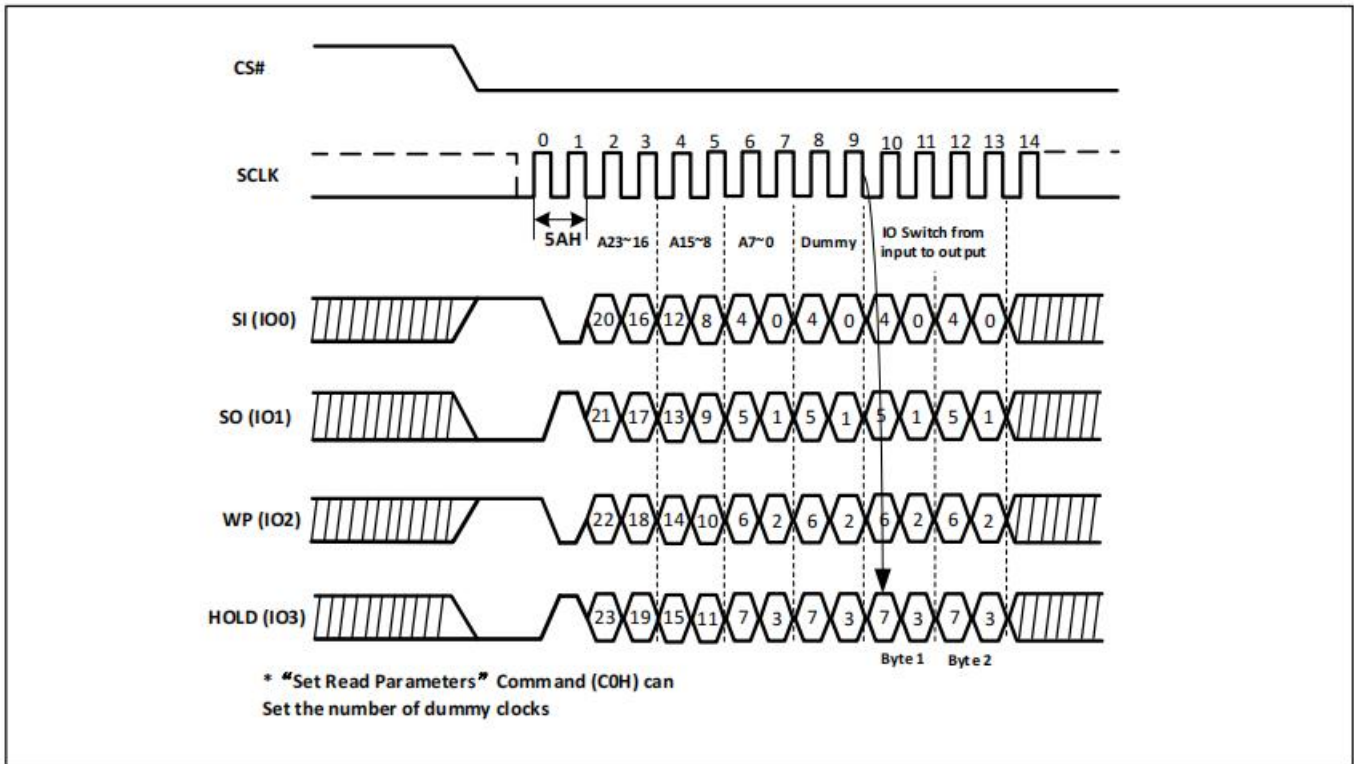 CS#
0 1 2 3 4 5 6 7 8 9 10 11 12 13 14
SCLK
5AH A23~16 A15~8 A7~0 Dummy IO Switch from
input to output
SI (IO0) 20 16 12 8 4 0 4 0 4 0 4 0
SO (IO1) 21 17 13 9 5 1 5 1 5 1 5 1
WP (IO2) 22 18 14 10 6 2 6 2 6 2 6 2
HOLD (IO3) 23 19 15 11 7 3 7 3 7 3 7 3
Byte 1 Byte 2
* “Set Read Parameters” Command (C0H) can
Set the number of dummy clocks